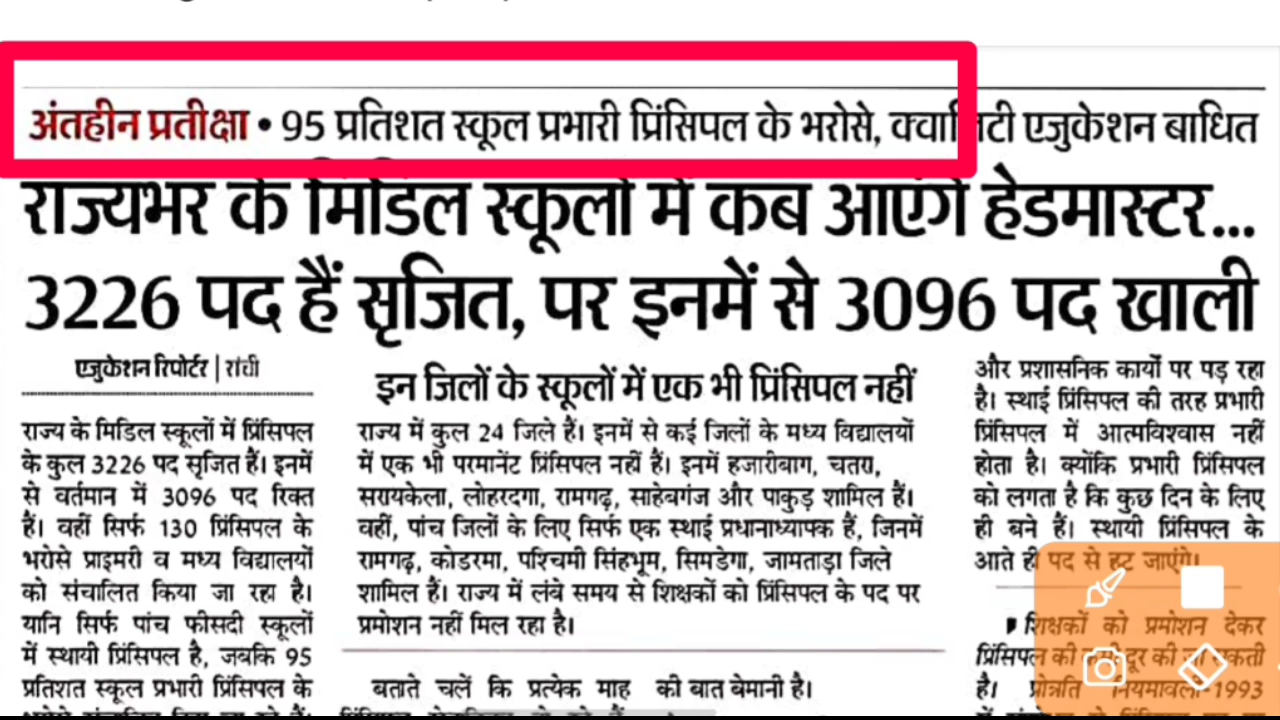 अंतहीन प्रतीक्षा • 95 प्रतिशत स्कूल प्रभारी प्रिंसिपल के भरोसे, क्वालिटी एजुकेशन बाधित
राज्यभर के मिडिल स्कूलों में कब आएंगे हेडमास्टर...
3226 पद हैं सृजित, पर इनमें से 3096 पद खाली
एजुकेशन रिपोर्टर | रांची
राज्य के मिडिल स्कूलों में प्रिंसिपल
के कुल 3226 पद सृजित हैं। इनमें
से वर्तमान में 3096 पद रिक्त
हैं। वहीं सिर्फ 130 प्रिंसिपल के
भरोसे प्राइमरी व मध्य विद्यालयों
को संचालित किया जा रहा है।
यानि सिर्फ पांच फीसदी स्कूलों
में स्थायी प्रिंसिपल है, जबकि 95
प्रतिशत स्कूल प्रभारी प्रिंसिपल के
इन जिलों के स्कूलों में एक भी प्रिंसिपल नहीं
राज्य में कुल 24 जिले हैं। इनमें से कई जिलों के मध्य विद्यालयों
में एक भी परमानेंट प्रिंसिपल नहीं हैं। इनमें हजारीबाग, चतरा,
सरायकेला, लोहरदगा, रामगढ़, साहेबगंज और पाकुड़ शामिल हैं।
वहीं, पांच जिलों के लिए सिर्फ एक स्थाई प्रधानाध्यापक हैं, जिनमें
रामगढ़, कोडरमा, पश्चिमी सिंहभूम, सिमडेगा, जामताड़ा जिले
शामिल हैं। राज्य में लंबे समय से शिक्षकों को प्रिंसिपल के पद पर
प्रमोशन नहीं मिल रहा है।
बताते चलें कि प्रत्येक माह
की बात बेमानी है।
और प्रशासनिक कार्यों पर पड़ रहा
है। स्थाई प्रिंसिपल की तरह प्रभारी
प्रिंसिपल में आत्मविश्वास नहीं
होता है। क्योंकि प्रभारी प्रिंसिपल
को लगता है कि कुछ दिन के लिए
ही बने हैं। स्थायी प्रिंसिपल के
आते ही पद से हट जाएंगे।
शिक्षकों को प्रमोशन देकर
प्रिंसिपल की कमी दूर की जा सकती
है। प्रोन्नति नियमावली 1993